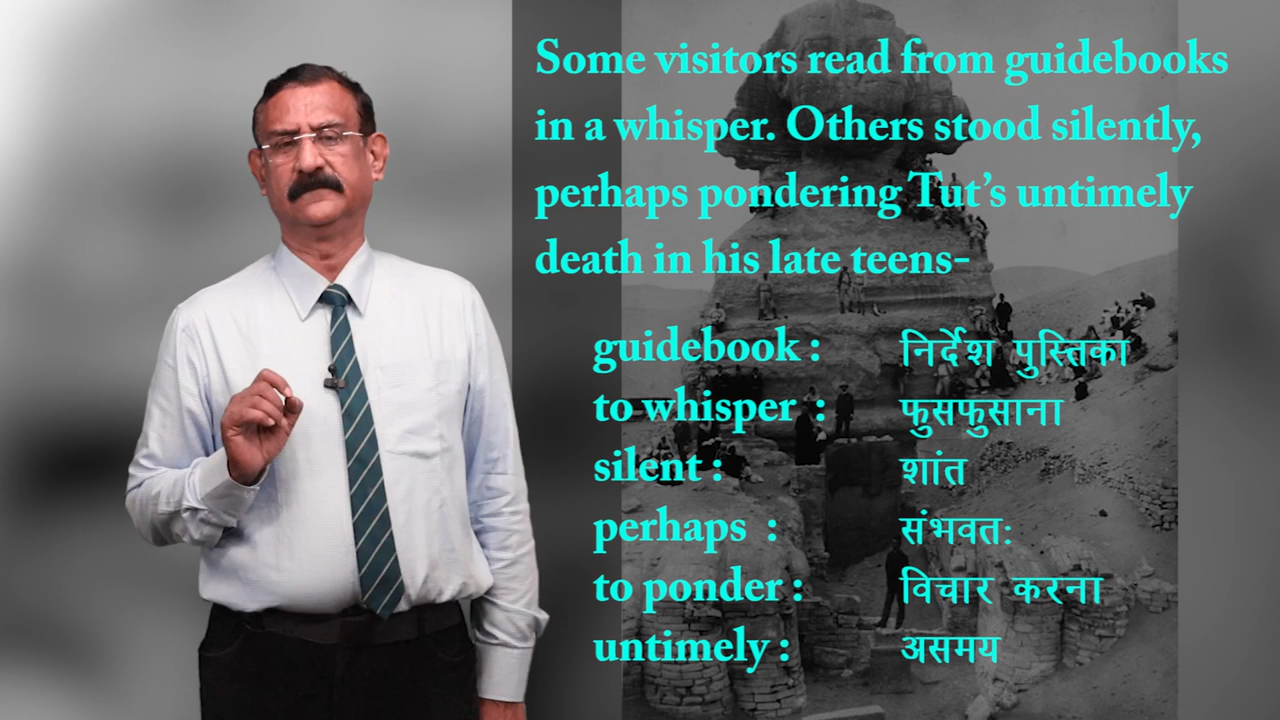 Some visitors read from guidebooks
in a whisper. Others stood silently,
perhaps pondering Tut’s untimely
death in his late teens-
guidebook : निर्देश पुस्तिका
to whisper : फुसफुसाना
silent : शांत
perhaps : संभवत:
to ponder : विचार करना
untimely : असमय